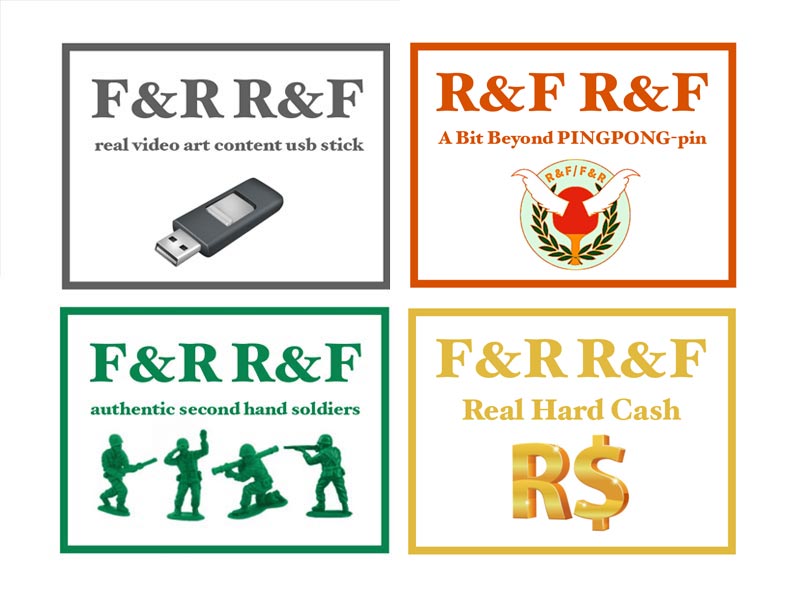 F&R R&F
real video art content usb stick
R&F R&F
A Bit Beyond PINGPONG-pin
R&F/F&R
F&R R&F
authentic second hand soldiers
F&R R&F
Real Hard Cash
R$